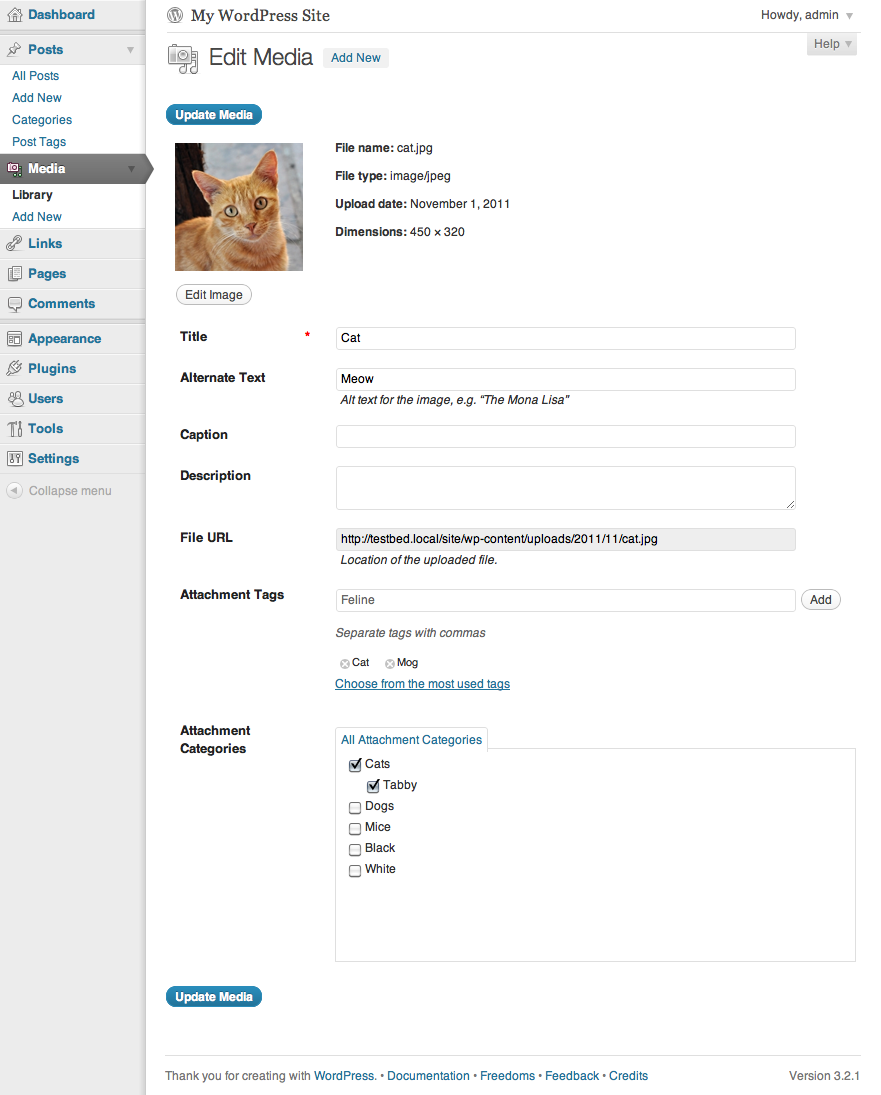 Dashboard
Posts
All Posts
Add New
Categories
Post Tags
Media
Library
Add New
Links
Pages
Comments
Appearance
Plugins
Users
Tools
Settings
Collapse menu
My WordPress Site
Howdy, admin
Help
Edit Media Add New
Update Media
File name: cat.jpg
File type: image/jpeg
Upload date: November 1, 2011
Dimensions: 450 × 320
Edit Image
Title * Cat
Alternate Text Meow
Alt text for the image, e.g. “The Mona Lisa”
Caption
Description
File URL http://testbed.local/site/wp-content/uploads/2011/11/cat.jpg
Location of the uploaded file.
Attachment Tags Feline Add
Separate tags with commas
Cat Mog
Choose from the most used tags
Attachment
Categories
All Attachment Categories
Cats
Tabby
Dogs
Mice
Black
White
Update Media
Thank you for creating with WordPress. • Documentation • Freedoms • Feedback • Credits
Version 3.2.1